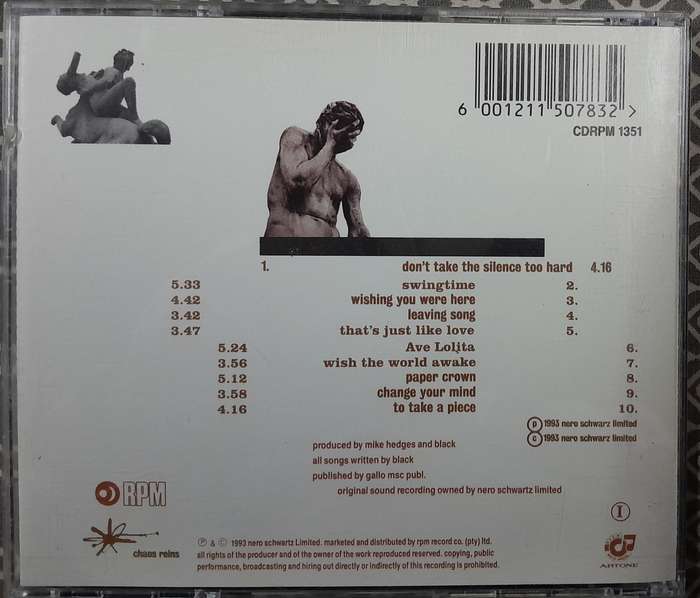 6 001211 507832 >
CDRPM 1351
1. don't take the silence too hard 4.16
5.33 swingtime 2.
4.42 wishing you were here 3.
3.42 leaving song 4.
3.47 that's just like love 5.
5.24 Ave Lolita 6.
3.56 wish the world awake 7.
5.12 paper crown 8.
3.58 change your mind 9.
4.16 to take a piece 10.
℗ 1993 nero schwarz limited
© 1993 nero schwarz limited
produced by mike hedges and black
all songs written by black
published by gallo msc publ.
original sound recording owned by nero schwartz limited
RPM
I
chaos reins
℗ & © 1993 nero schwartz Limited. marketed and distributed by rpm record co. (pty) ltd.
all rights of the producer and of the owner of the work reproduced reserved. copying, public
performance, broadcasting and hiring out directly or indirectly of this recording is prohibited.
ARTONE